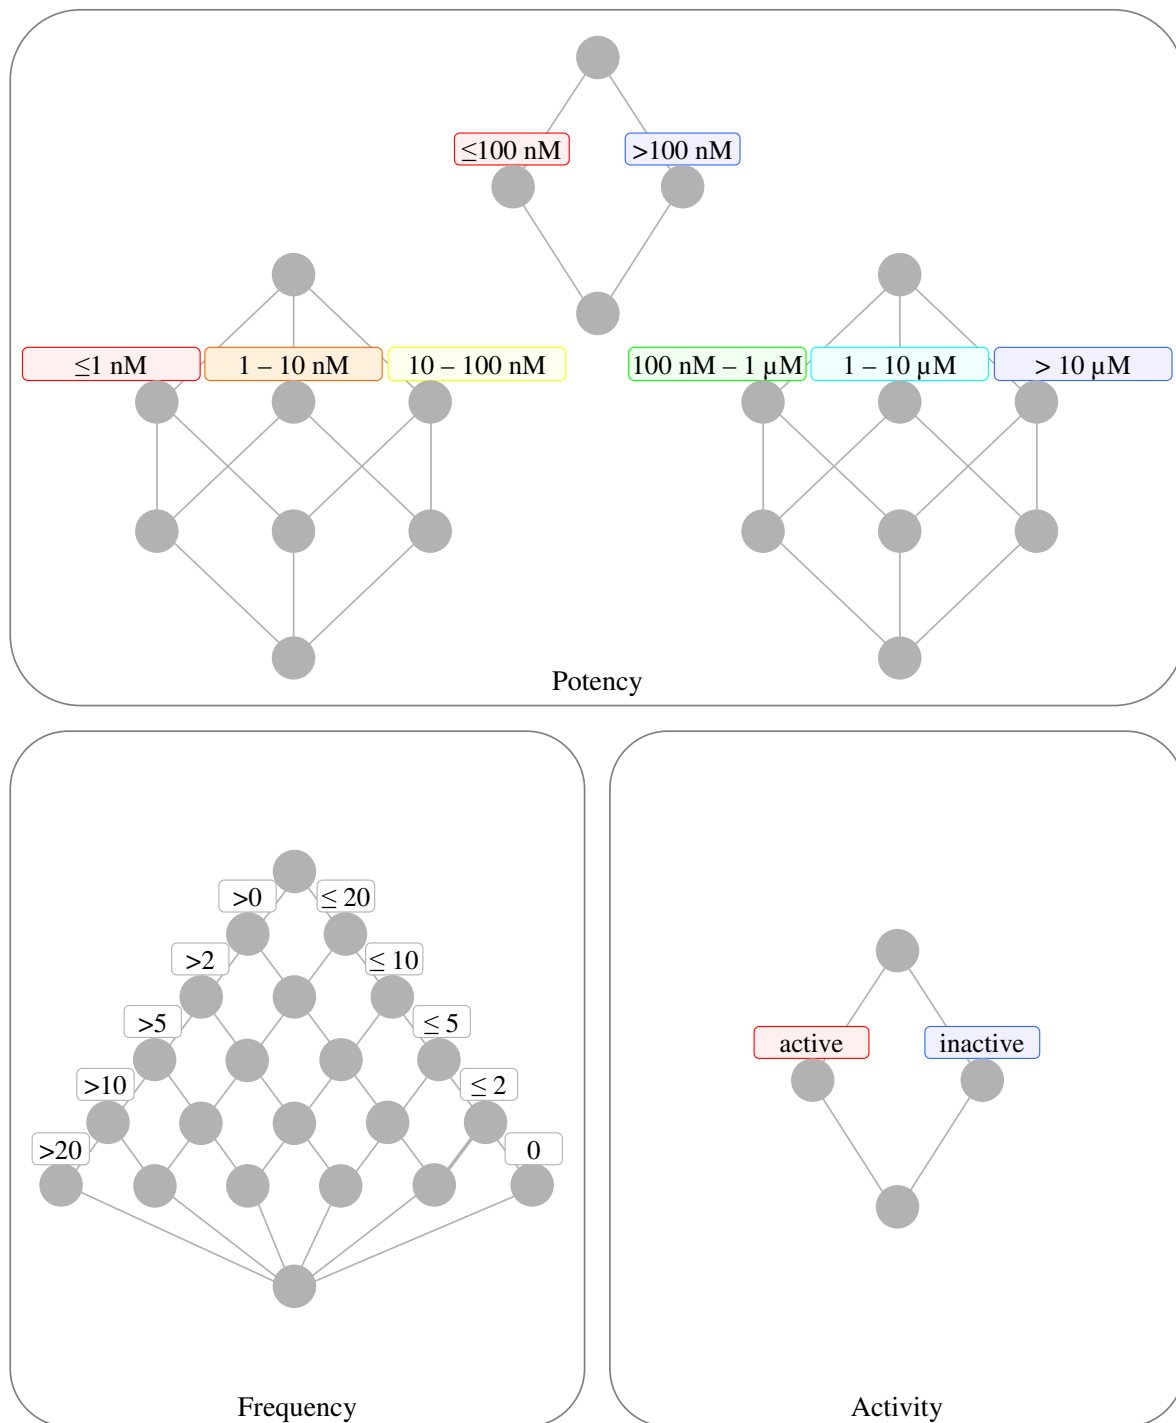 ≤100 nM >100 nM
≤1 nM 1 – 10 nM 10 – 100 nM 100 nM – 1 µM 1 – 10 µM > 10 µM
Potency
>0 ≤ 20
>2 ≤ 10
>5 ≤ 5
>10 ≤ 2
>20 0
Frequency
active inactive
Activity